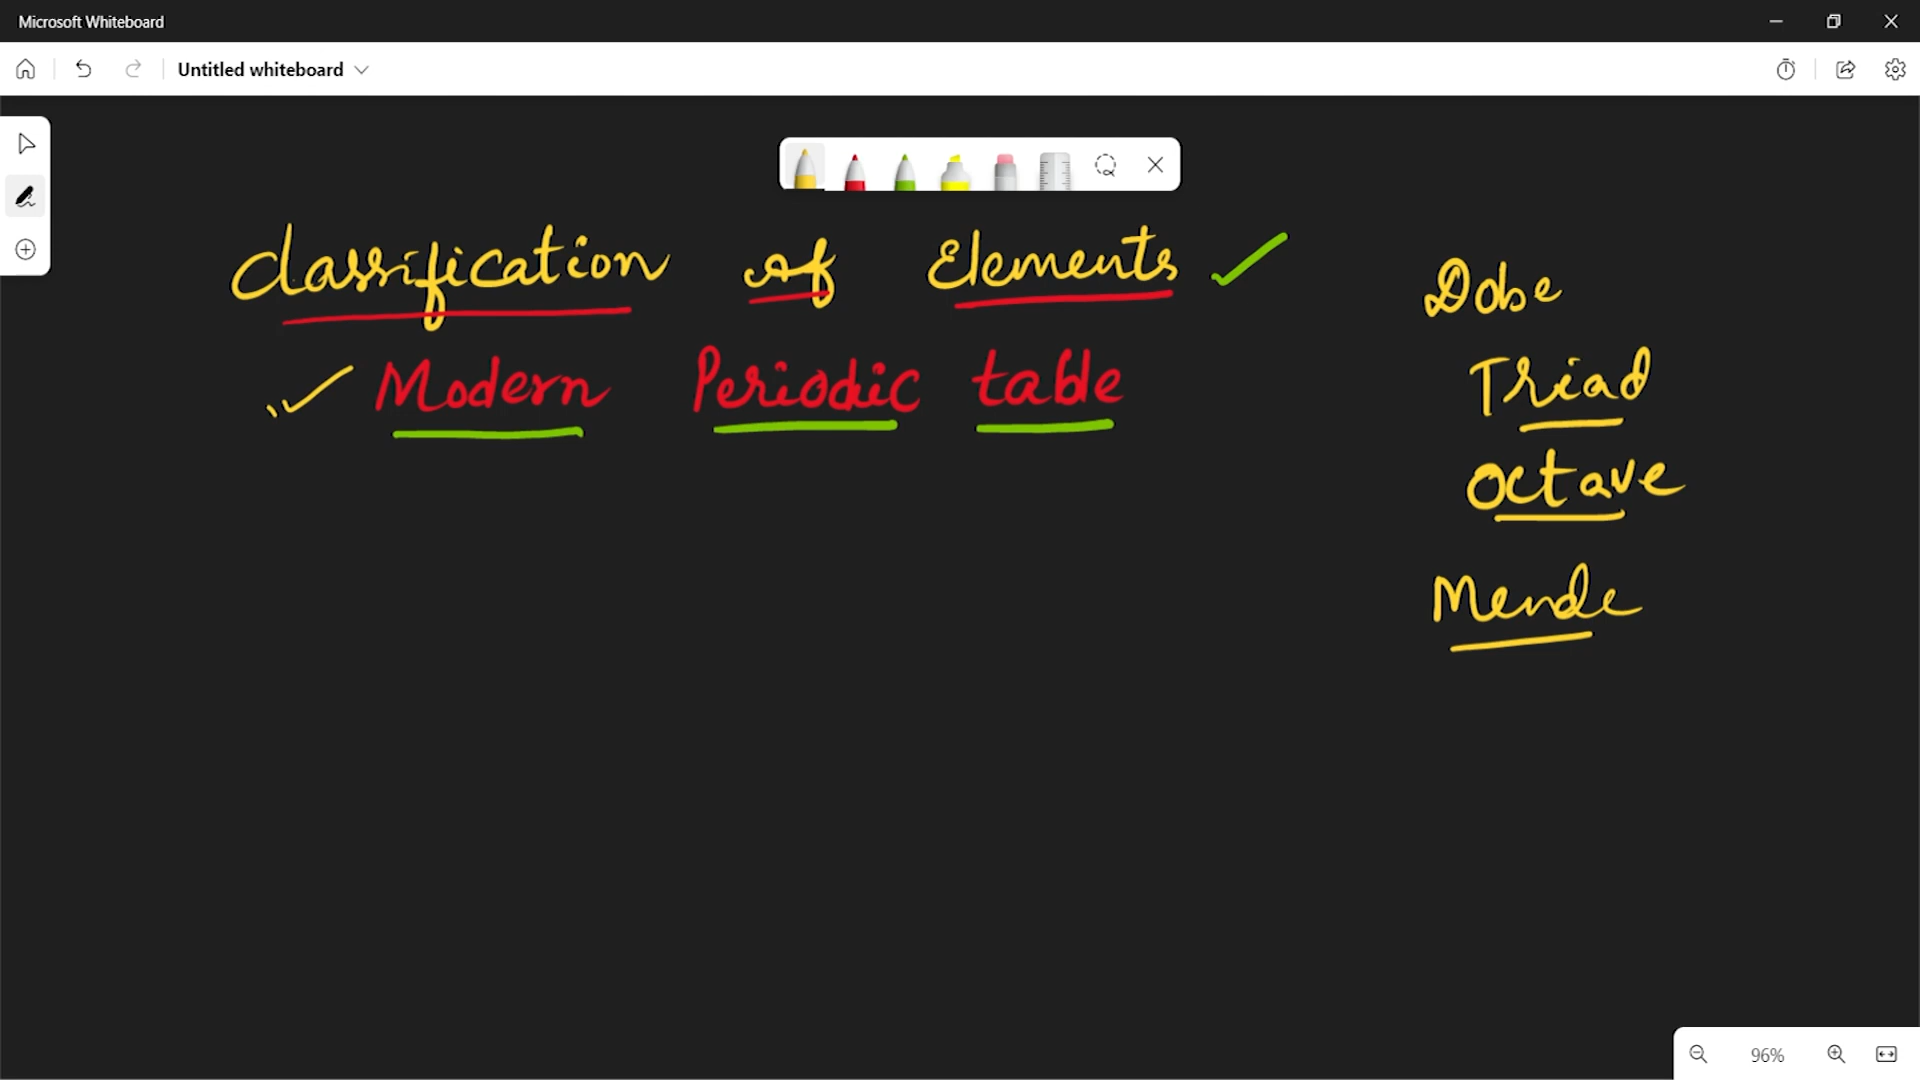 Microsoft Whiteboard
Untitled whiteboard
Classification of Elements
Modern Periodic table
Dobe
Triad
Octave
Mende
96%